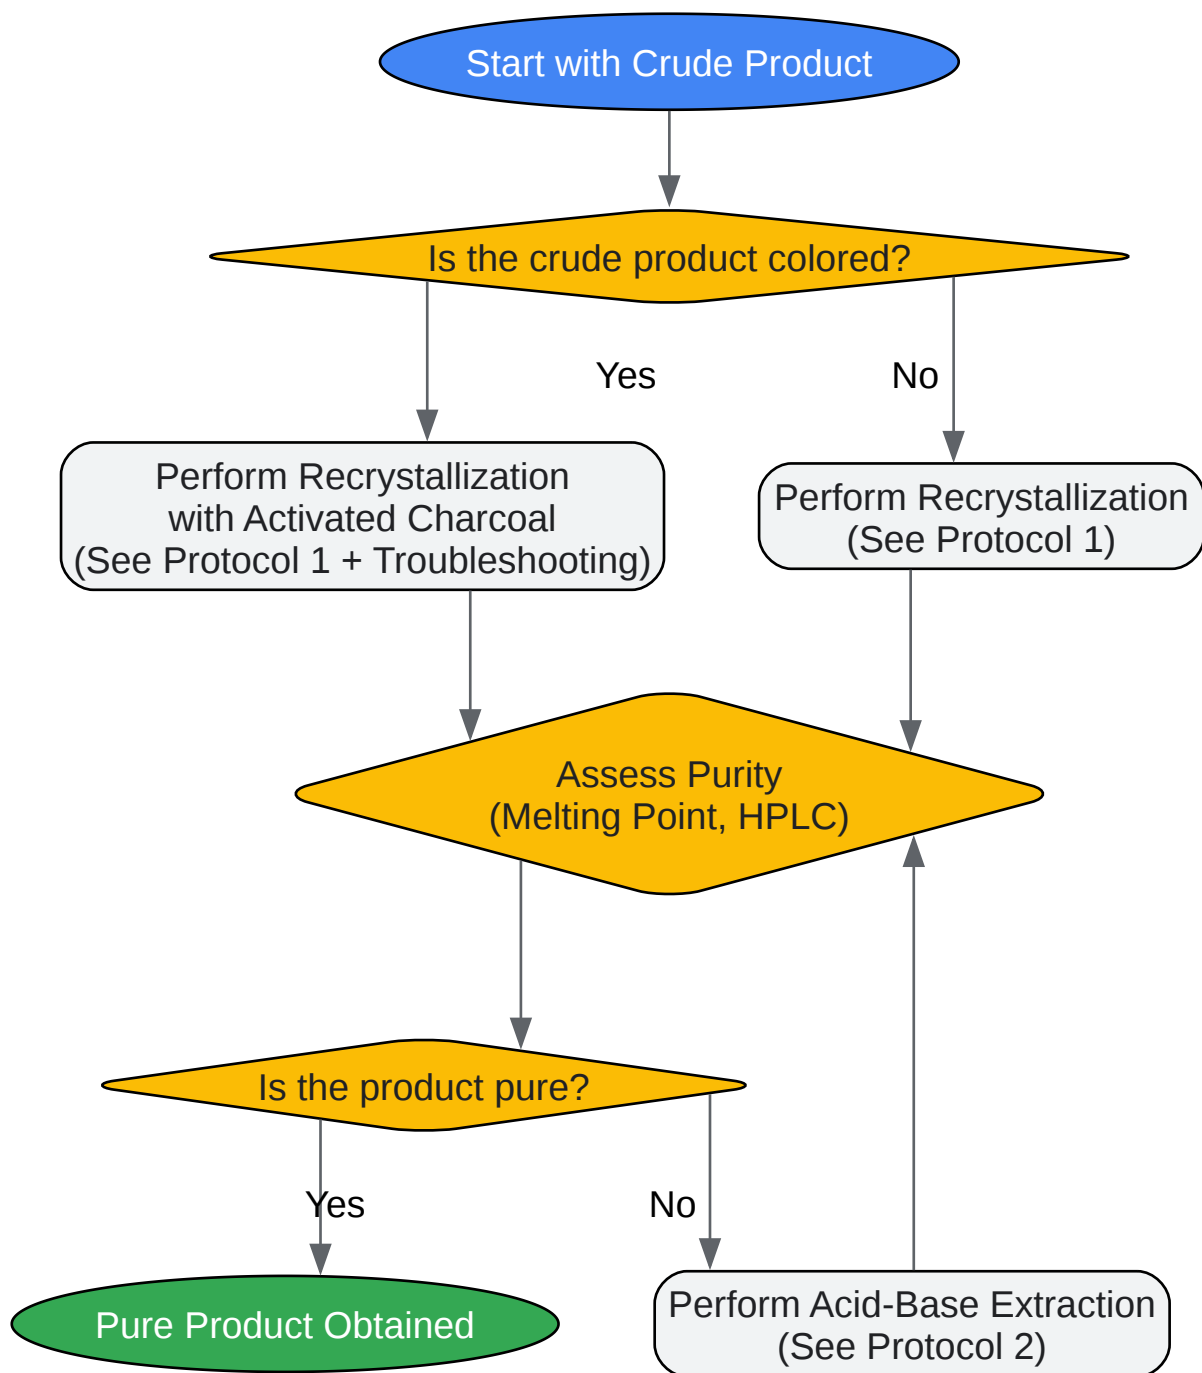 Start with Crude Product
Is the crude product colored?
Yes
No
Perform Recrystallization
with Activated Charcoal
(See Protocol 1 + Troubleshooting)
Perform Recrystallization
(See Protocol 1)
Assess Purity
(Melting Point, HPLC)
Is the product pure?
Yes
No
Pure Product Obtained
Perform Acid-Base Extraction
(See Protocol 2)